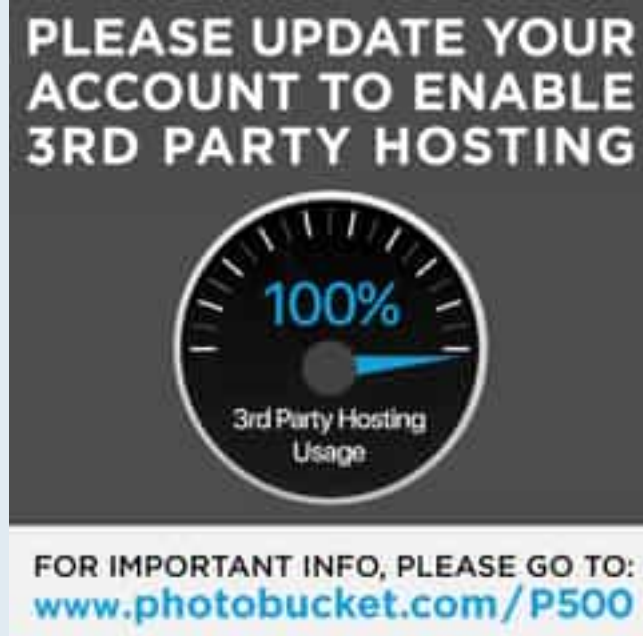 PLEASE UPDATE YOUR
ACCOUNT TO ENABLE
3RD PARTY HOSTING
100%
3rd Party Hosting
Usage
FOR IMPORTANT INFO, PLEASE GO TO:
www.photobucket.com/P500